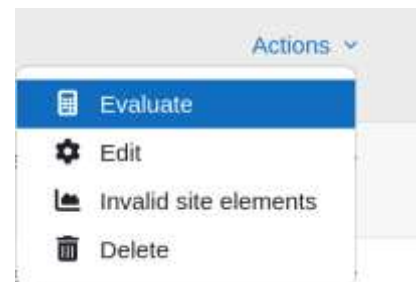 Actions
Evaluate
Edit
Invalid site elements
Delete